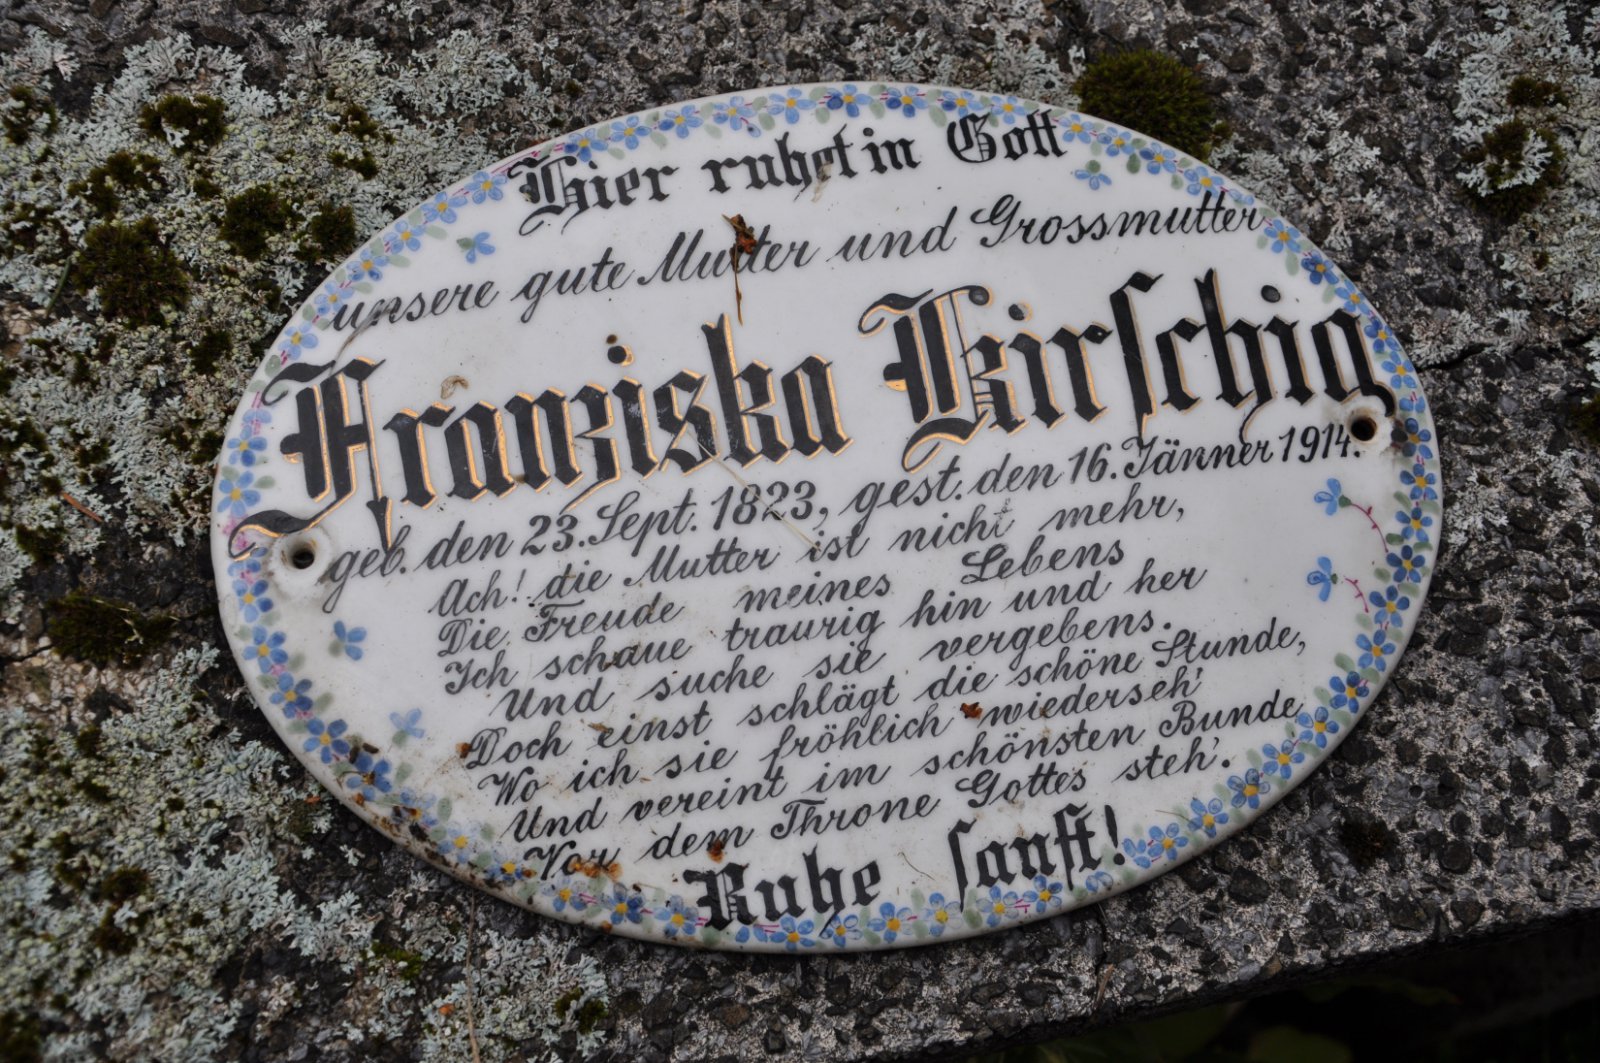 Hier ruhet in Gott
unsere gute Mutter und Grossmutter
Franziska Kirschig
geb. den 23. Sept. 1823, gest. den 16. Jänner 1914.
Ach! die Mutter ist nicht mehr,
Die Freude meines Lebens
Ich schaue traurig hin und her
Und suche sie vergebens.
Doch einst schlägt die schöne Stunde,
Wo ich sie fröhlich wiederseh'
Und vereint im schönsten Bunde
Vor dem Throne Gottes steh'.
Ruhe sanft!